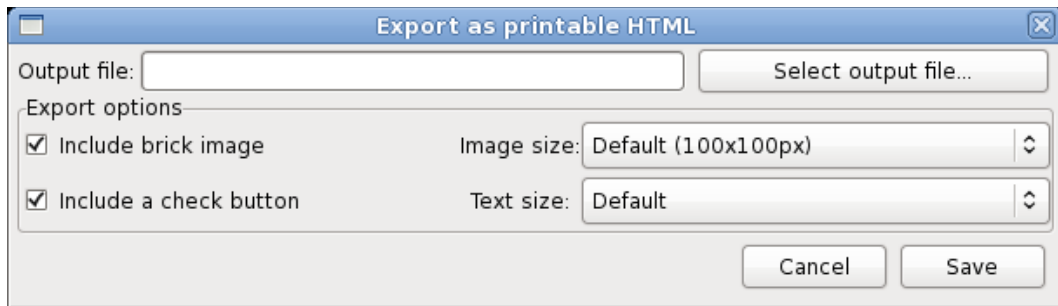 Export as printable HTML
Output file: Select output file...
Export options
Include brick image Image size: Default (100x100px)
Include a check button Text size: Default
Cancel Save